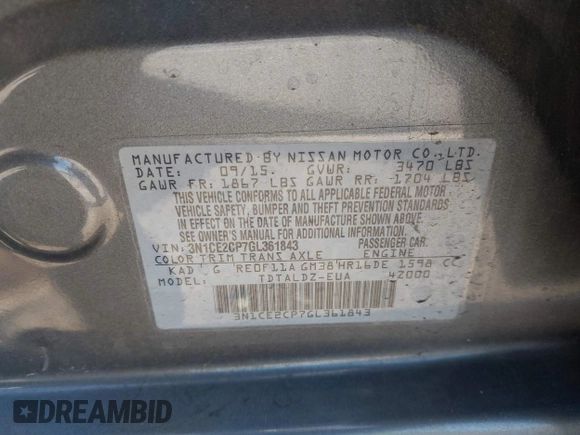 MANUFACTURED BY NISSAN MOTOR CO., LTD.
DATE: 09/15. GVWR: 3470 LBS
GAWR FR: 1867 LBS GAWR RR: 1704 LBS
THIS VEHICLE CONFORMS TO ALL APPLICABLE FEDERAL MOTOR
VEHICLE SAFETY, BUMPER AND THEFT PREVENTION STANDARDS
IN EFFECT ON THE DATE OF MANUFACTURE SHOWN ABOVE.
SEE OWNER'S MANUAL FOR ADDITIONAL INFORMATION.
VIN: 3N1CE2CP7GL361843 PASSENGER CAR
COLOR TRIM TRANS AXLE ENGINE
KAD G RE0F11A GM38 HR16DE 1598 CC
MODEL: TDTALDZ-EUA 42000
3N1CE2CP7GL361843
DREAMBID